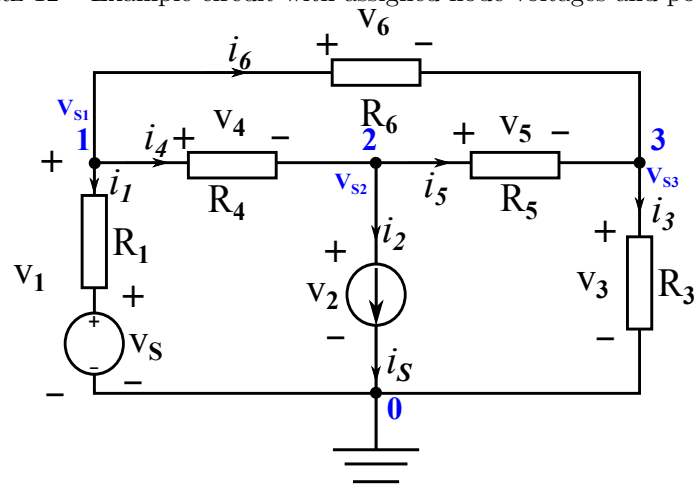 Example circuit with assigned node voltages and
v6
+ −
i6
R6
vS1
1
v4
2
v5
3
+ i4 + − + −
i1
R4
vS2
i5
R5
vS3
i3
R1
+ i2
+
v1
+
v2
v3
R3
+
vS
−
−
−
iS
− −
0